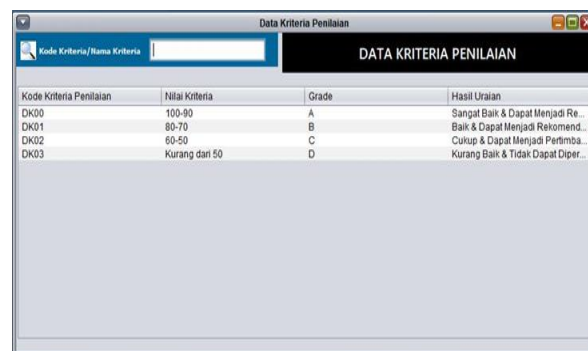 Data Kriteria Penilaian
Kode Kriteria/Nama Kriteria
DATA KRITERIA PENILAIAN
Kode Kriteria Penilaian Nilai Kriteria Grade Hasil Uraian
DK00 100-90 A Sangat Baik & Dapat Menjadi Re...
DK01 80-70 B Baik & Dapat Menjadi Rekomend...
DK02 60-50 C Cukup & Dapat Menjadi Pertimba...
DK03 Kurang dari 50 D Kurang Baik & Tidak Dapat Diper...